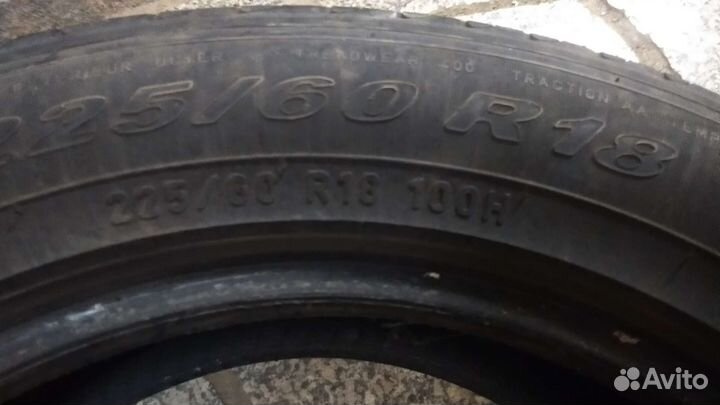 TREADWEAR 400 TRACTION AA
225/60 R18
225/60 R18 100H
Avito